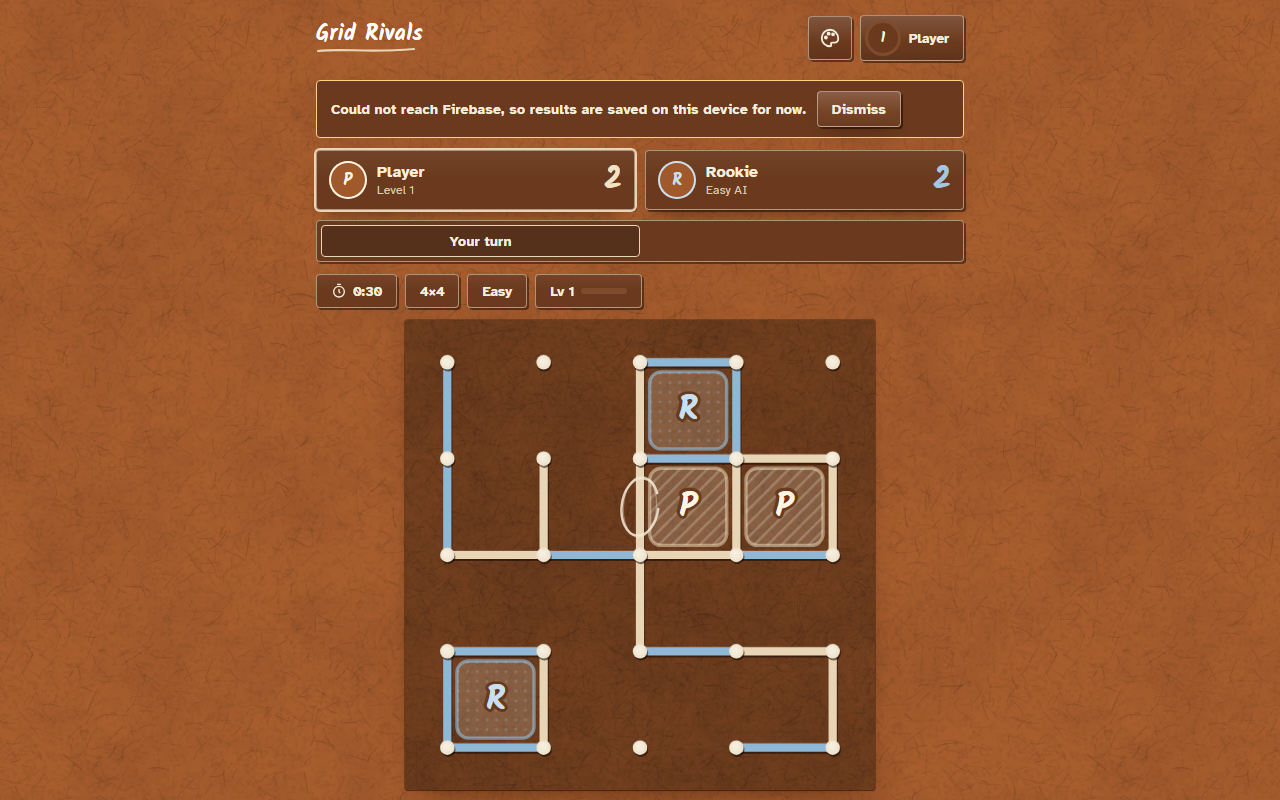 Grid Rivals
1 Player
Could not reach Firebase, so results are saved on this device for now. Dismiss
P Player 2
Level 1
R Rookie 2
Easy AI
Your turn
0:30 4×4 Easy Lv 1
R
P P
R